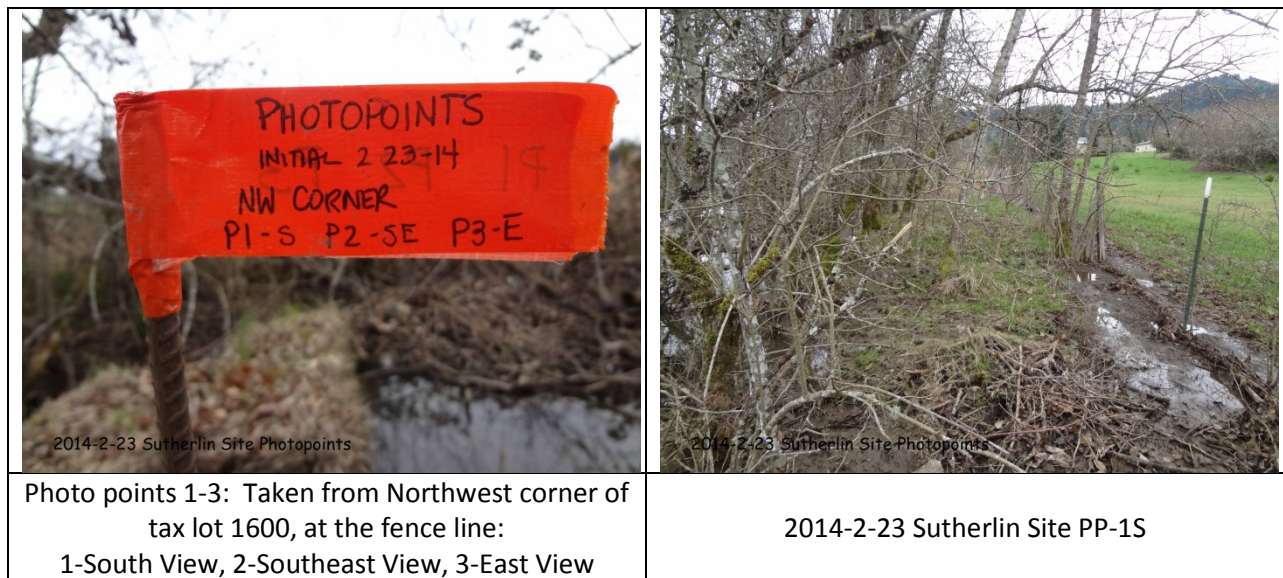 PHOTOPOINTS
INITIAL 2 23-14
NW CORNER
P1-S P2-SE P3-E
2014-2-23 Sutherlin Site Photopoints
2014-2-23 Sutherlin Site Photopoints
Photo points 1-3: Taken from Northwest corner of
tax lot 1600, at the fence line:
1-South View, 2-Southeast View, 3-East View
2014-2-23 Sutherlin Site PP-1S